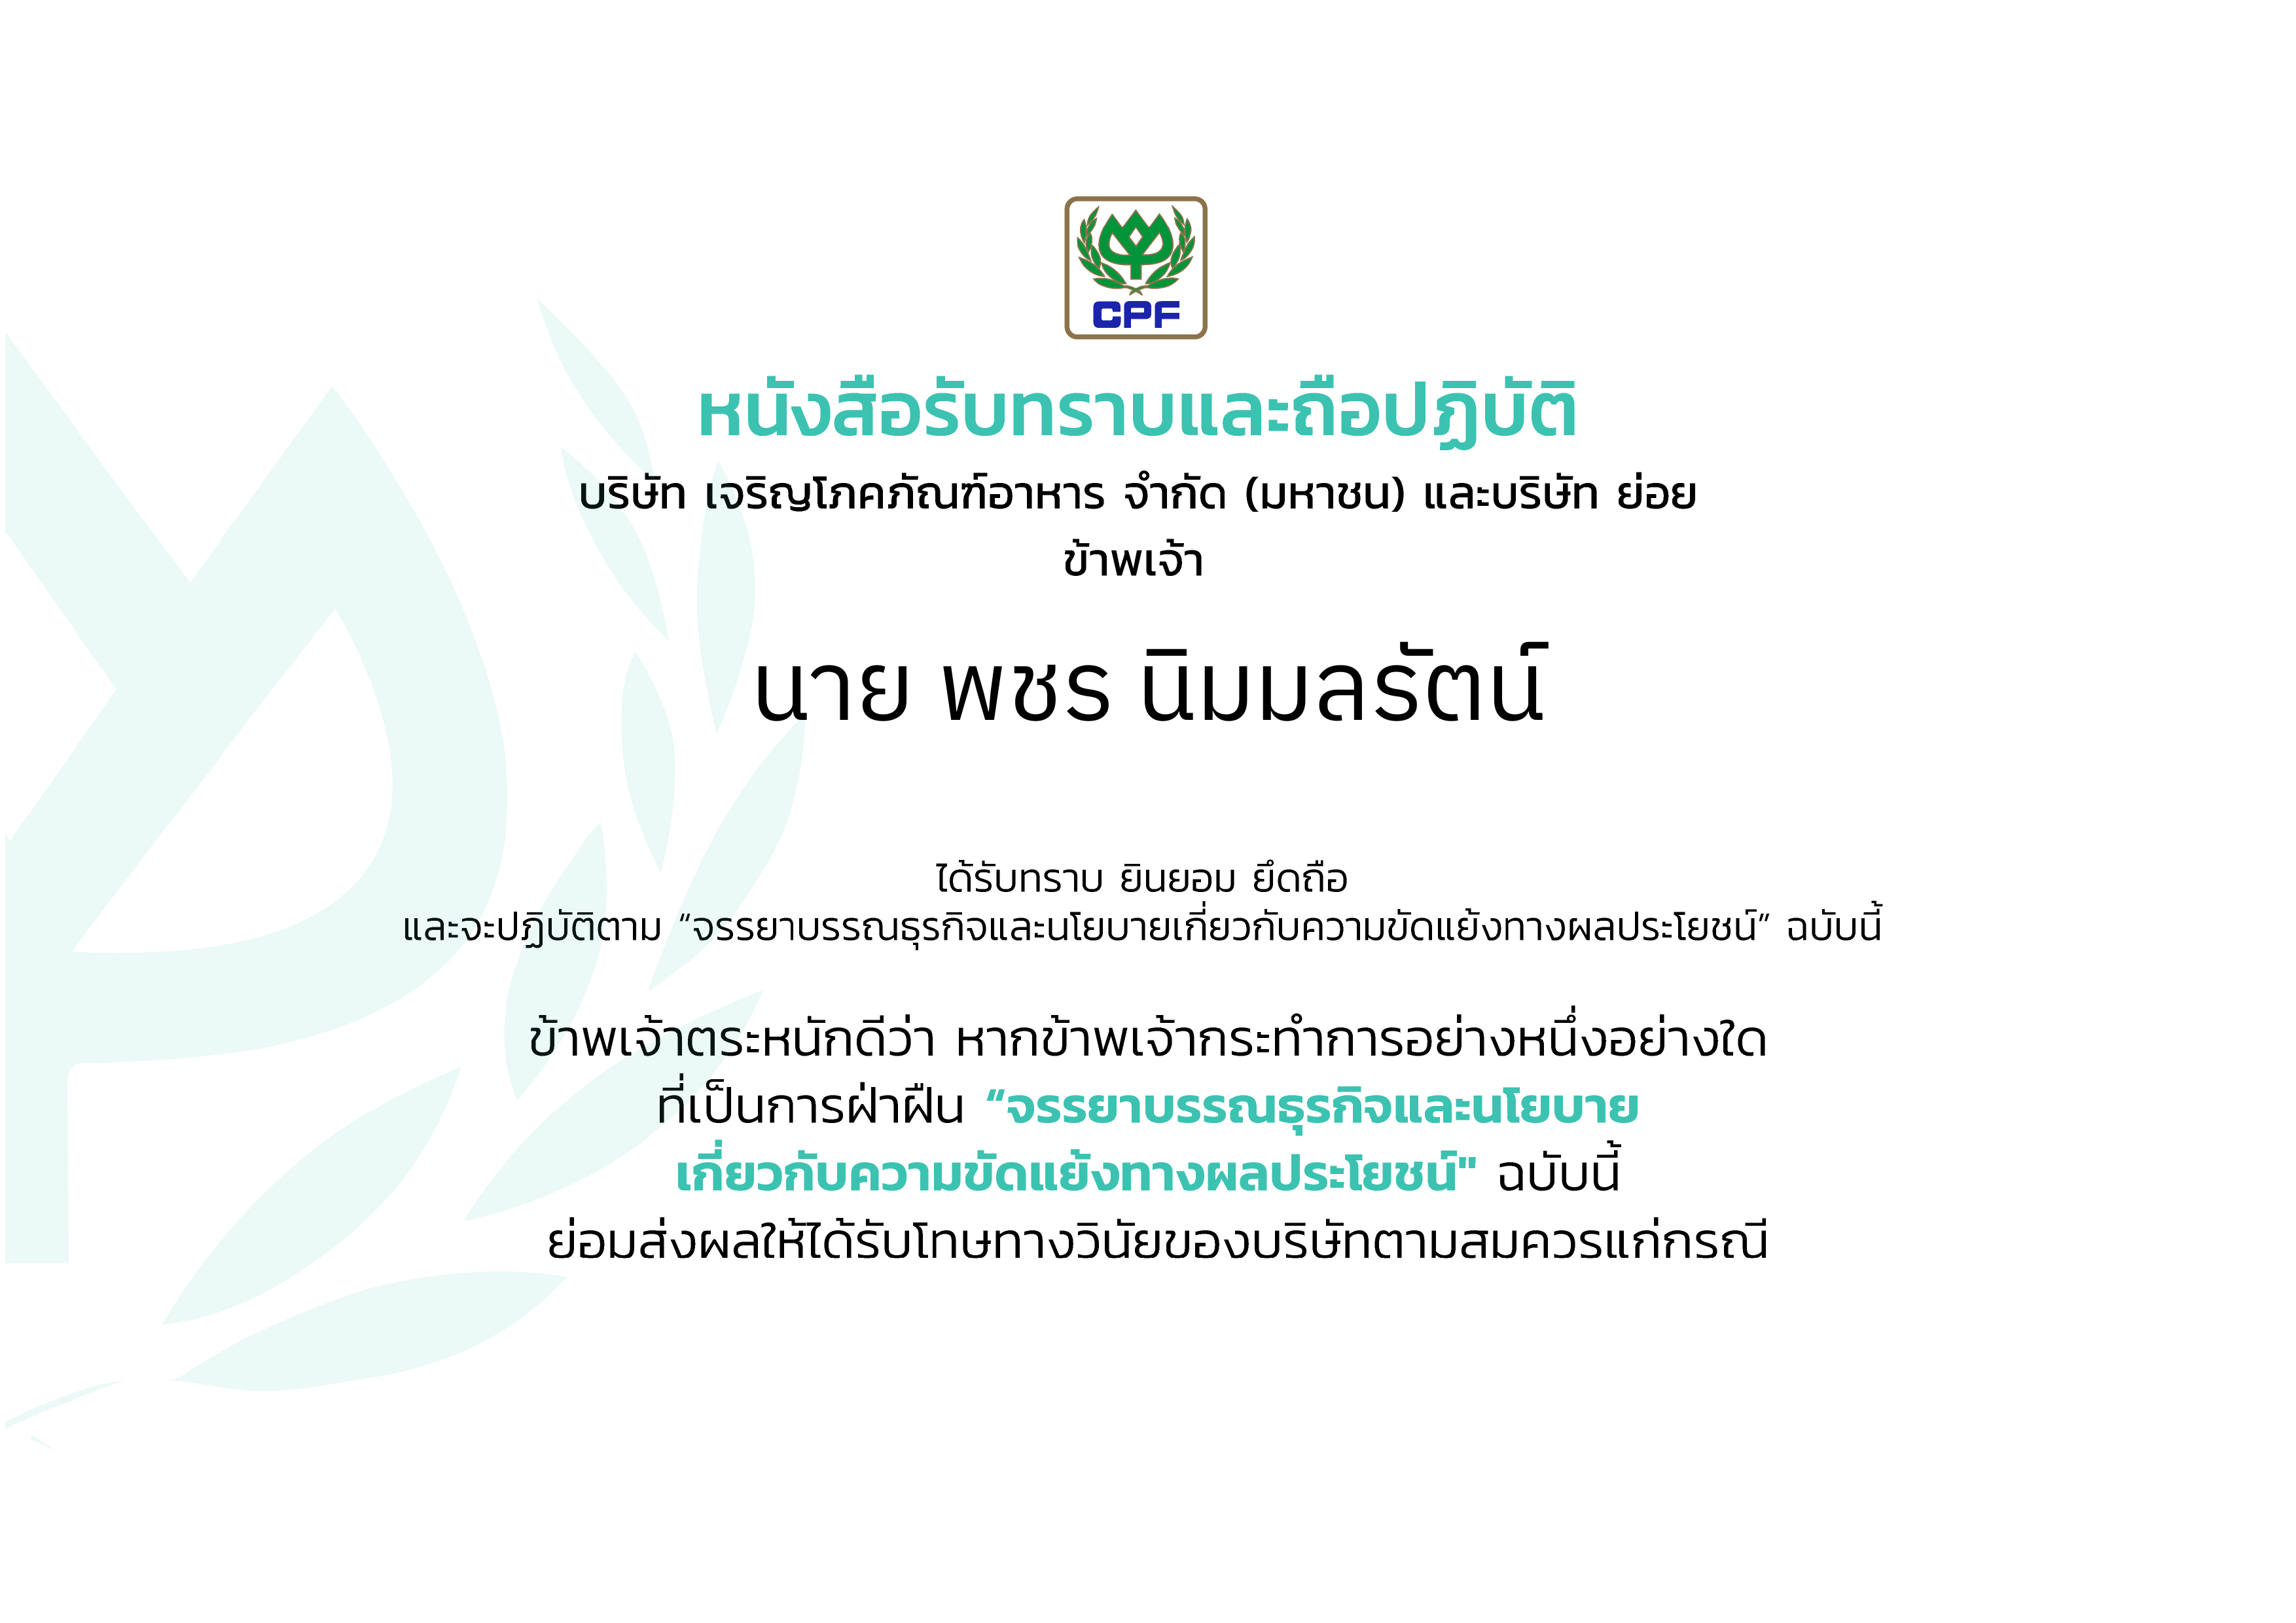 CPF
หนังสือรับทราบและถือปฏิบัติ
บริษัท เจริญโภคภัณฑ์อาหาร จำกัด (มหาชน) และบริษัท ย่อย
ข้าพเจ้า
นาย พชร นิมมลรัตน์
ได้รับทราบ ยินยอม ยึดถือ
และจะปฏิบัติตาม “จรรยาบรรณธุรกิจและนโยบายเกี่ยวกับความขัดแย้งทางผลประโยชน์” ฉบับนี้
ข้าพเจ้าตระหนักดีว่า หากข้าพเจ้ากระทำการอย่างหนึ่งอย่างใด
ที่เป็นการฝ่าฝืน “จรรยาบรรณธุรกิจและนโยบาย
เกี่ยวกับความขัดแย้งทางผลประโยชน์" ฉบับนี้
ย่อมส่งผลให้ได้รับโทษทางวินัยของบริษัทตามสมควรแก่กรณี